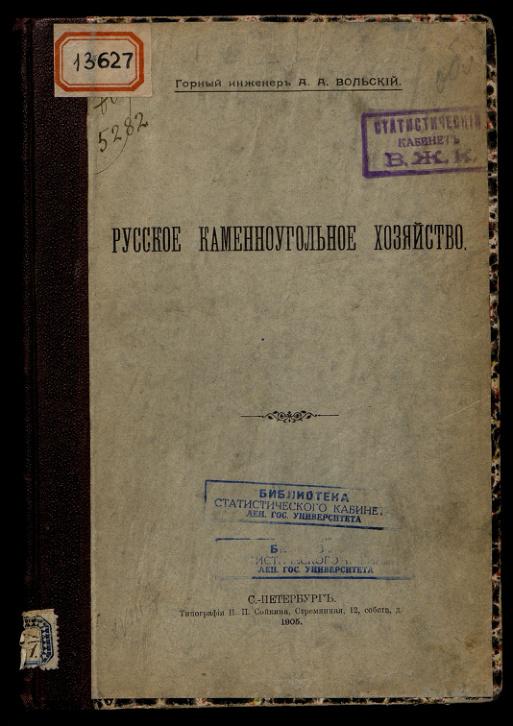 13627
5282
Горный инженеръ А. А. ВОЛЬСКІЙ.
СТАТИСТИЧЕСКІЙ
КАБИНЕТЪ
В.Ж.К.
РУССКОЕ КАМЕННОУГОЛЬНОЕ ХОЗЯЙСТВО.
БИБЛИОТЕКА
СТАТИСТИЧЕСКОГО КАБИНЕТ
ЛЕН. ГОС. УНИВЕРСИТЕТА
ЛЕН. ГОС. УНИВЕРСИТЕТА
С.-ПЕТЕРБУРГЪ.
Типографія П. П. Сойкина, Стремянная, 12, собств. д.
1905.